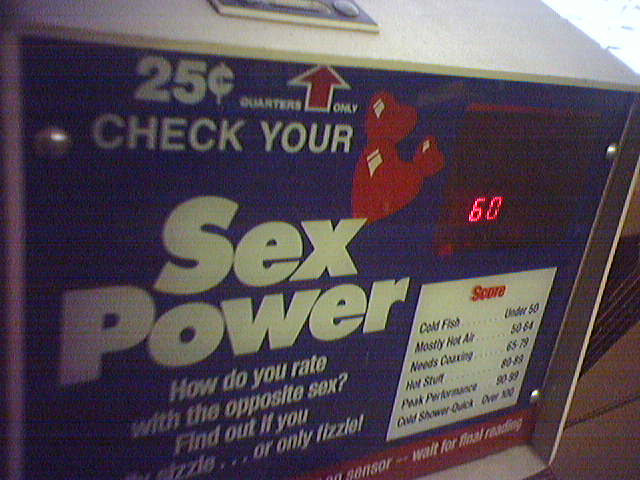 25¢ QUARTERS ONLY
CHECK YOUR
60
Sex
Power
How do you rate
with the opposite sex?
Find out if you
sizzle . . . or only fizzle!
Score
Cold Fish . . . . . . . . Under 50
Mostly Hot Air . . . . . . 50-64
Needs Coaxing . . . . . 65-79
Hot Stuff . . . . . . . . 80-89
Peak Performance . . 90-99
Cold Shower-Quick . . Over 100
on sensor -- wait for final reading